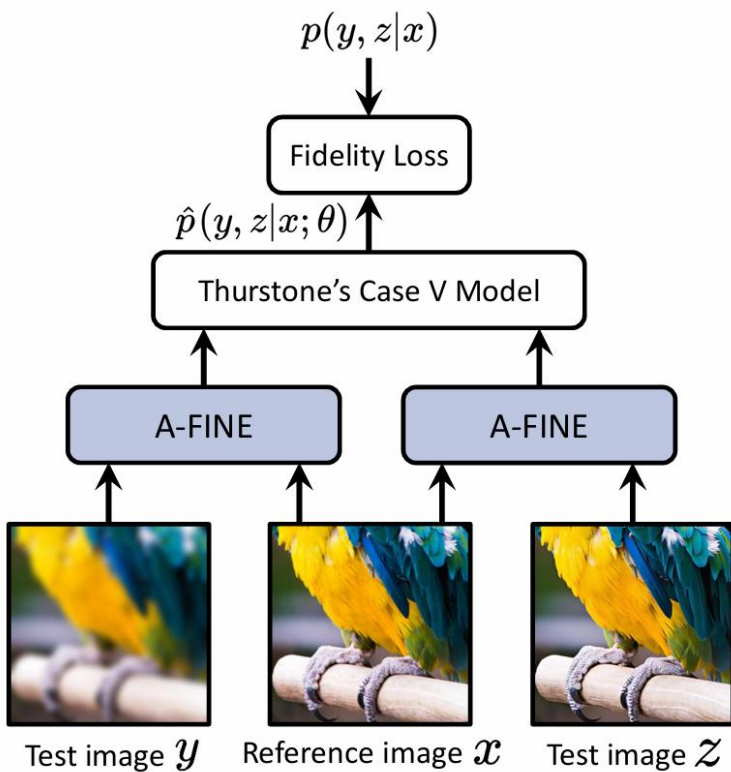 p(y, z|x)
Fidelity Loss
p̂(y, z|x; θ)
Thurstone's Case V Model
A-FINE A-FINE
Test image y Reference image x Test image z